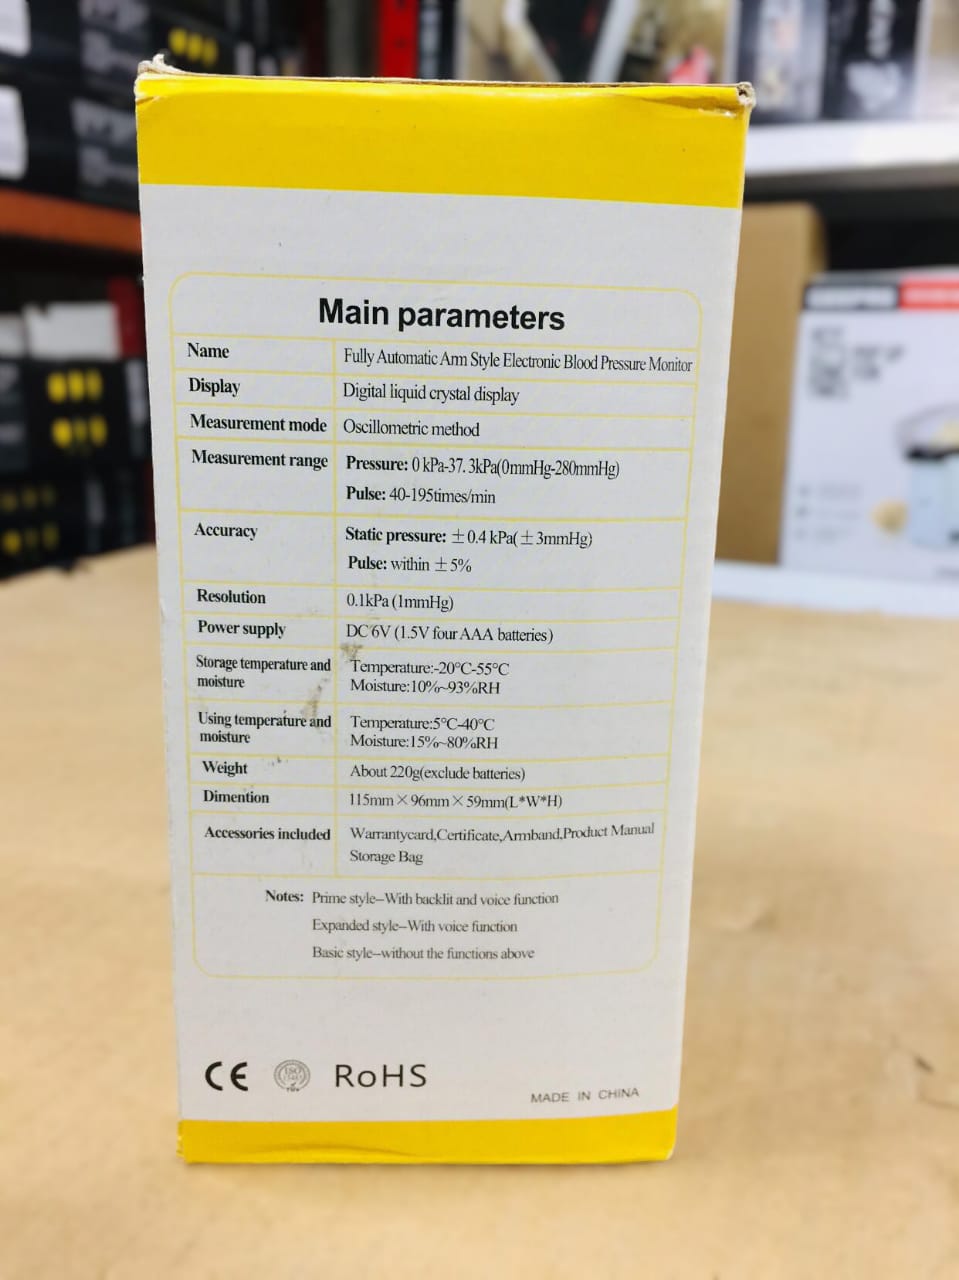 Main parameters
Name Fully Automatic Arm Style Electronic Blood Pressure Monitor
Display Digital liquid crystal display
Measurement mode Oscillometric method
Measurement range Pressure: 0 kPa-37. 3kPa(0mmHg-280mmHg)
Pulse: 40-195times/min
Accuracy Static pressure: ±0.4 kPa(±3mmHg)
Pulse: within ±5%
Resolution 0.1kPa (1mmHg)
Power supply DC 6V (1.5V four AAA batteries)
Storage temperature and Temperature:-20°C-55°C
moisture Moisture:10%~93%RH
Using temperature and Temperature:5°C-40°C
moisture Moisture:15%~80%RH
Weight About 220g(exclude batteries)
Dimention 115mm×96mm×59mm(L*W*H)
Accessories included Warrantycard,Certificate,Armband,Product Manual
Storage Bag
Notes: Prime style–With backlit and voice function
Expanded style–With voice function
Basic style–without the functions above
CE ISO RoHS
MADE IN CHINA